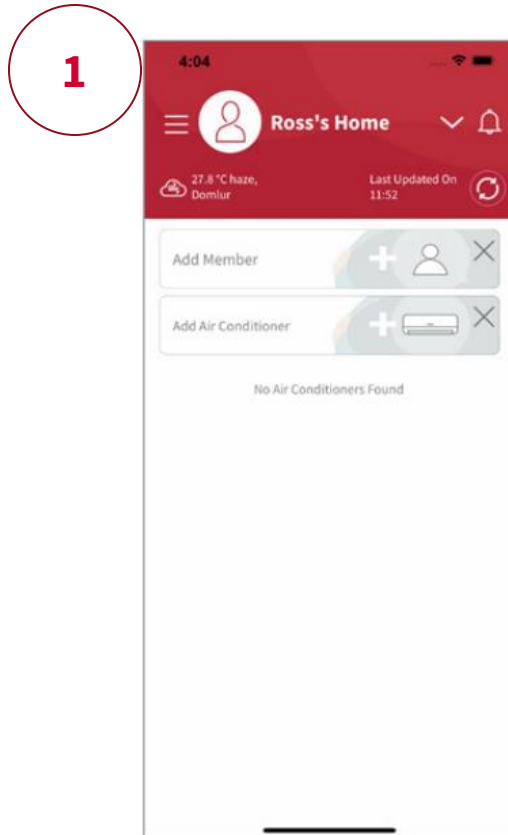 1
4:04
Ross's Home
27.8 °C haze,
Domlur
Last Updated On
11:52
Add Member
Add Air Conditioner
No Air Conditioners Found